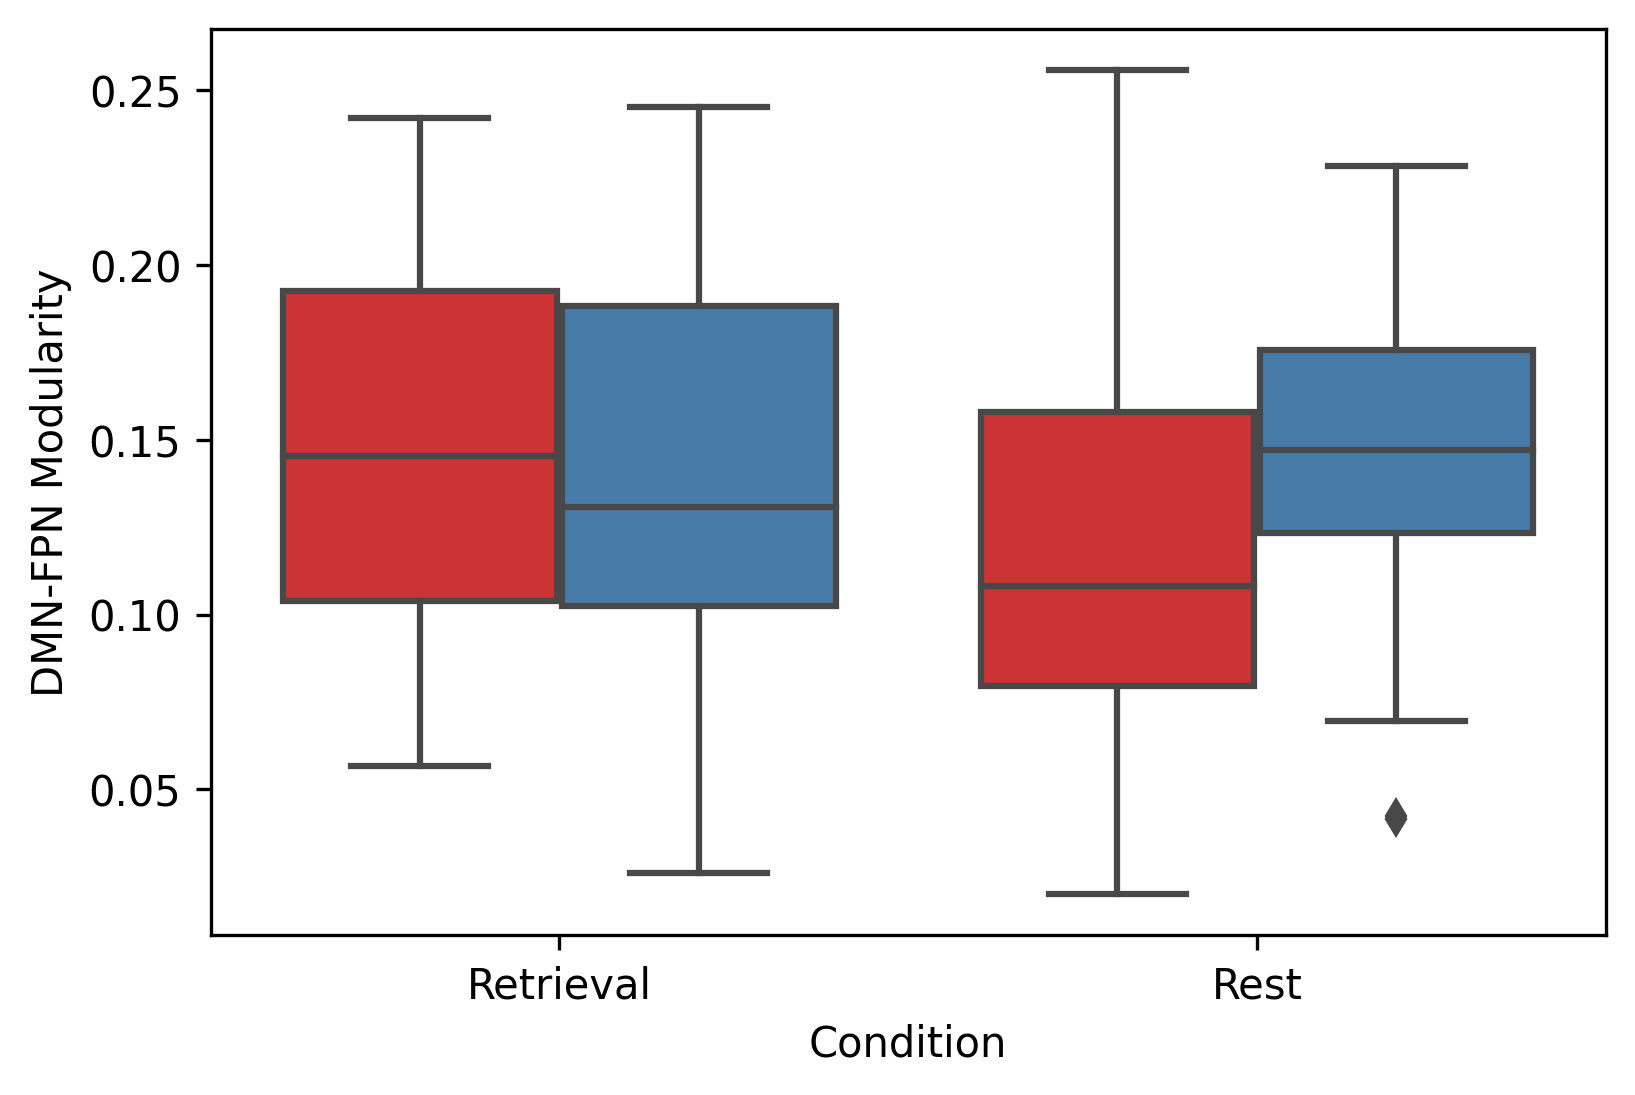 DMN-FPN Modularity
0.25
0.20
0.15
0.10
0.05
Retrieval
Rest
Condition